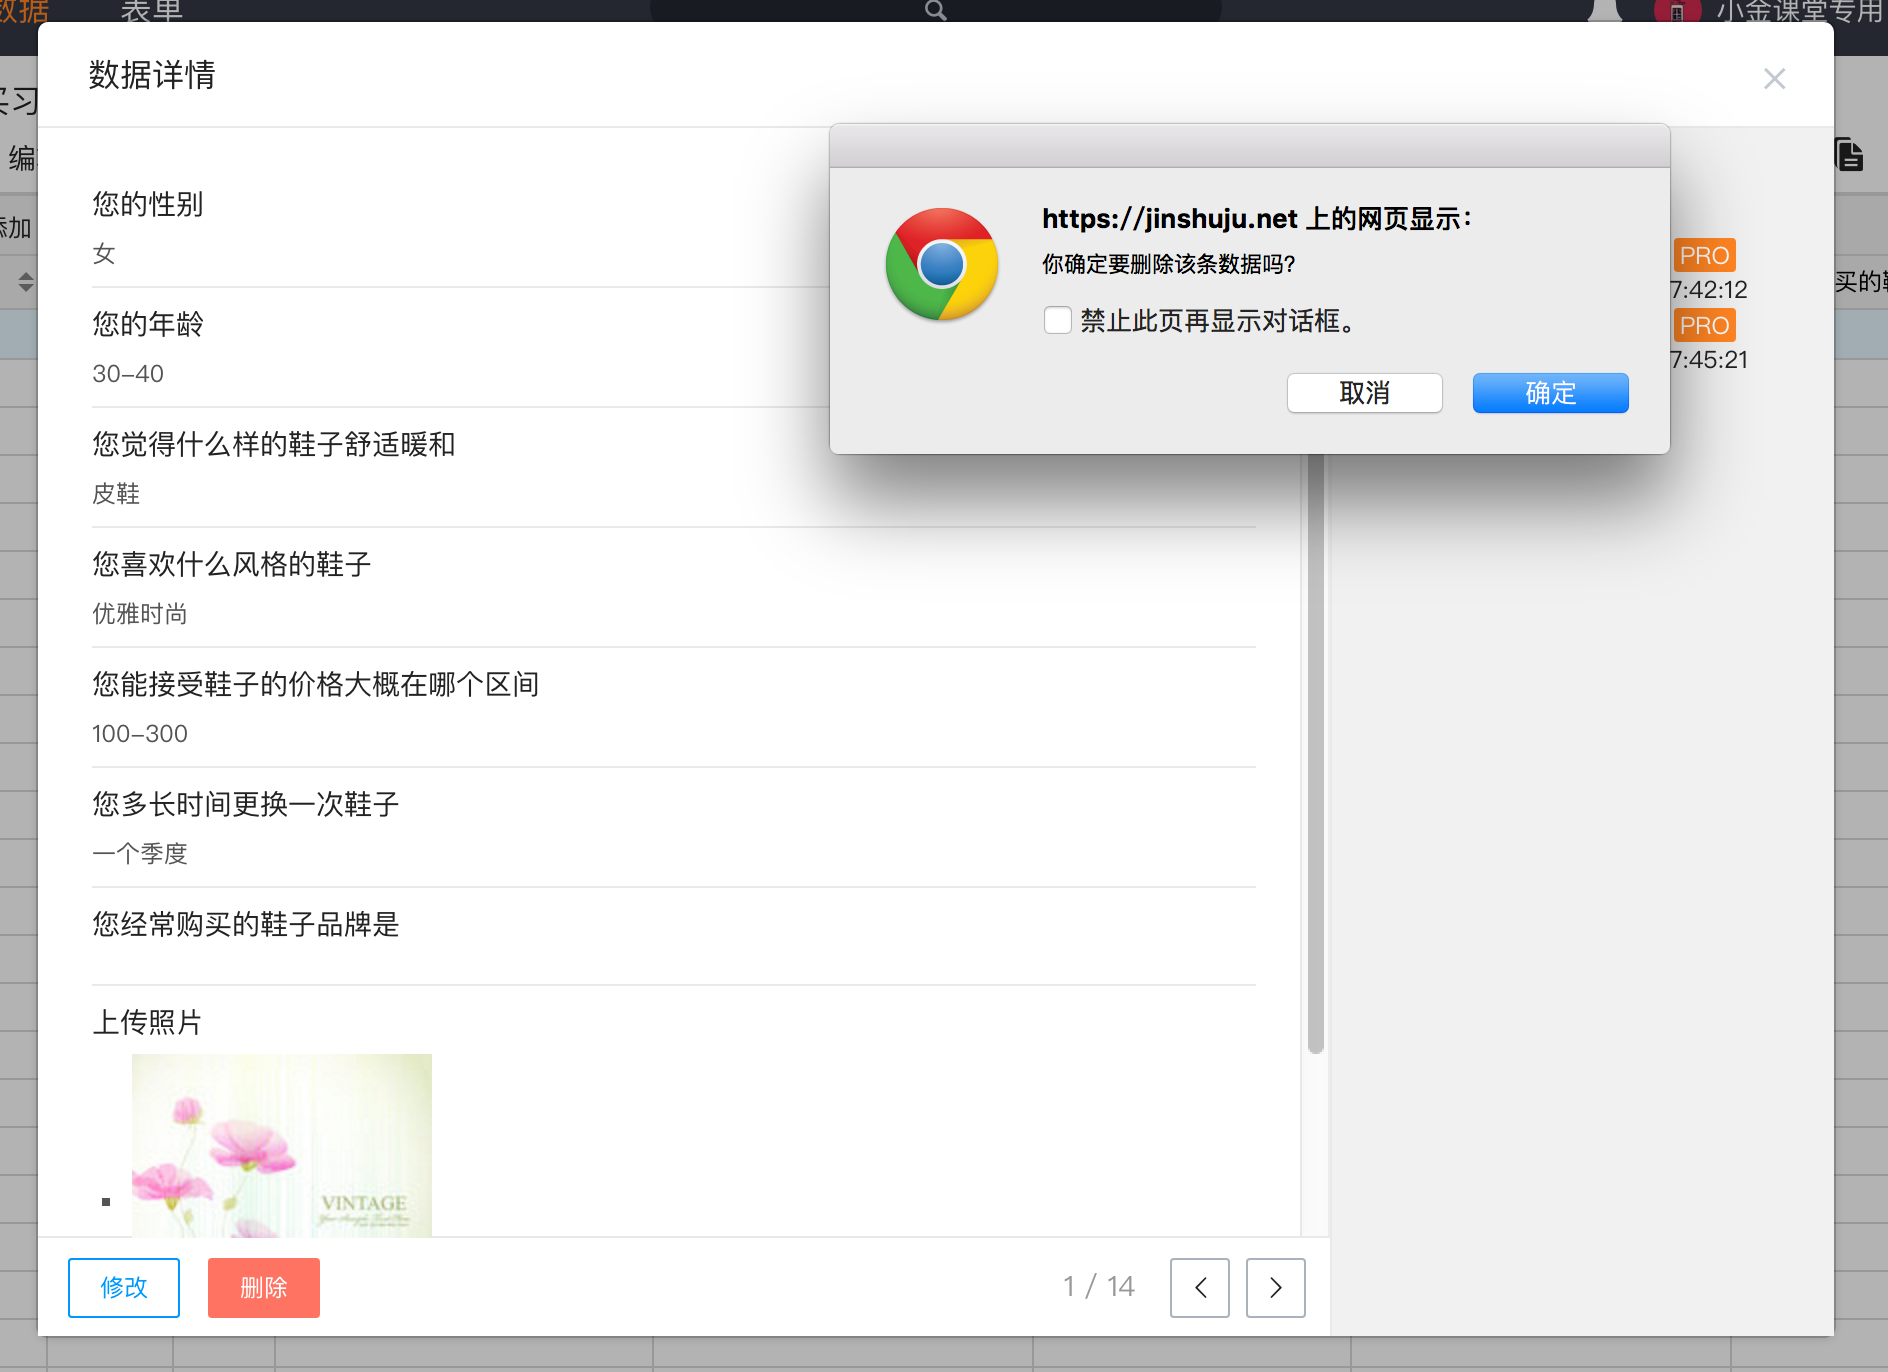 数据
表单
小金课堂专用
数据详情
编
添加
您的性别
女
您的年龄
30-40
您觉得什么样的鞋子舒适暖和
皮鞋
您喜欢什么风格的鞋子
优雅时尚
您能接受鞋子的价格大概在哪个区间
100-300
您多长时间更换一次鞋子
一个季度
您经常购买的鞋子品牌是
上传照片
VINTAGE
修改
删除
1 / 14
https://jinshuju.net 上的网页显示：
你确定要删除该条数据吗?
禁止此页再显示对话框。
取消
确定
PRO
7:42:12
PRO
7:45:21
买的鞋